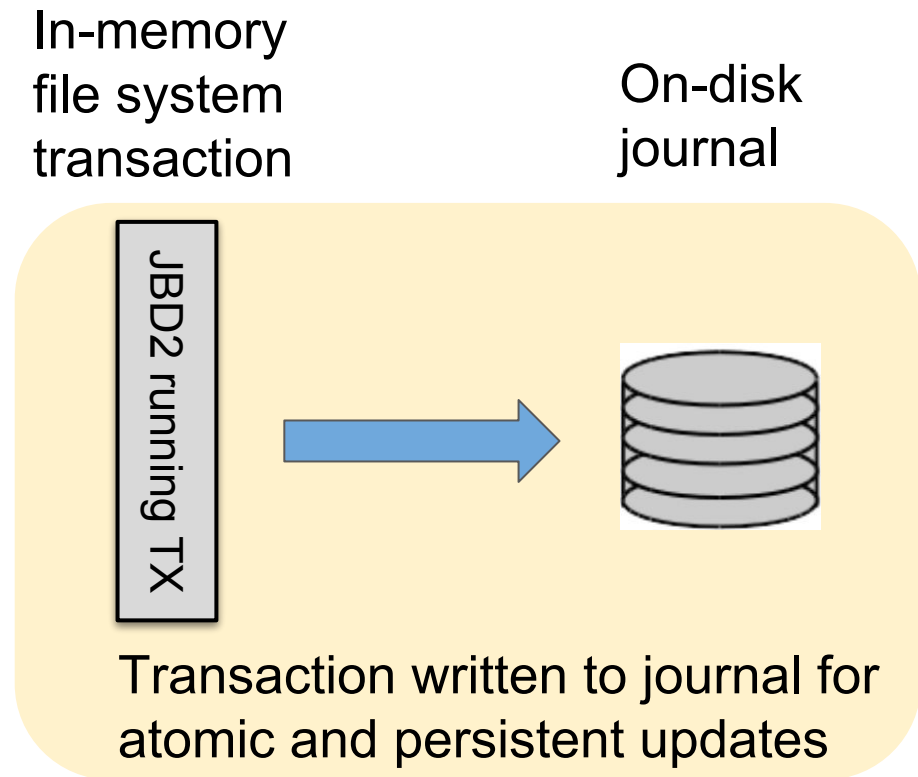 In-memory
file system
transaction
On-disk
journal
JBD2 running TX
Transaction written to journal for
atomic and persistent updates